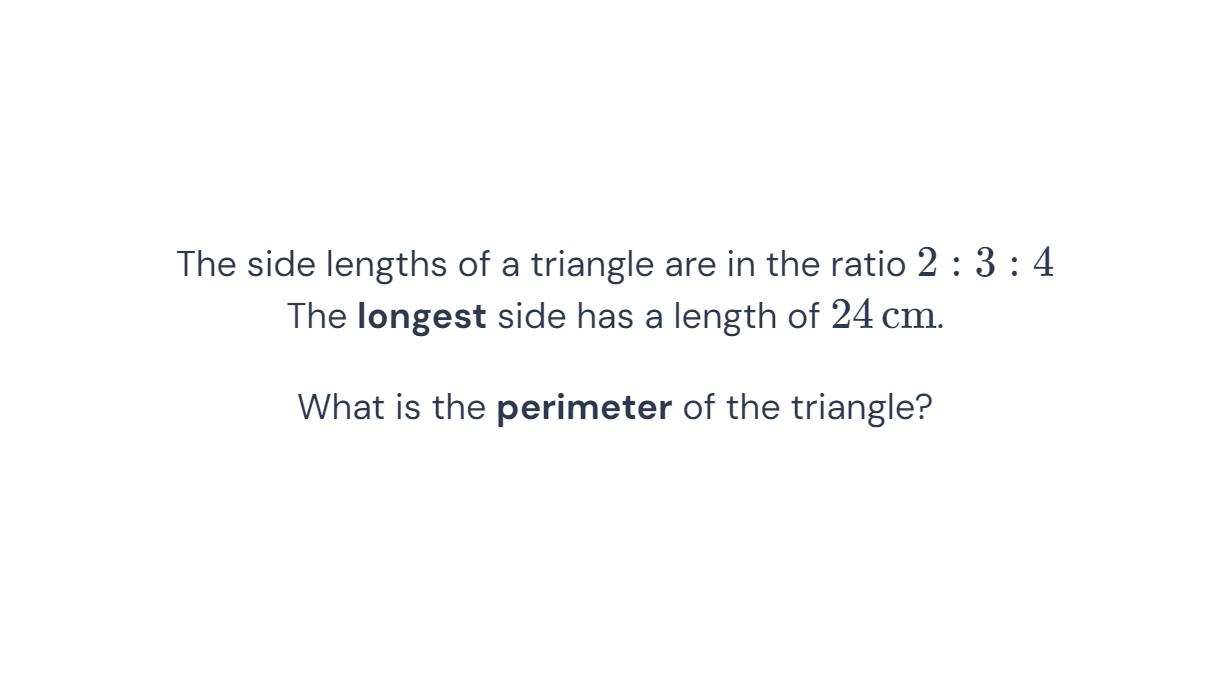 The side lengths of a triangle are in the ratio 2 : 3 : 4
The longest side has a length of 24 cm.
What is the perimeter of the triangle?